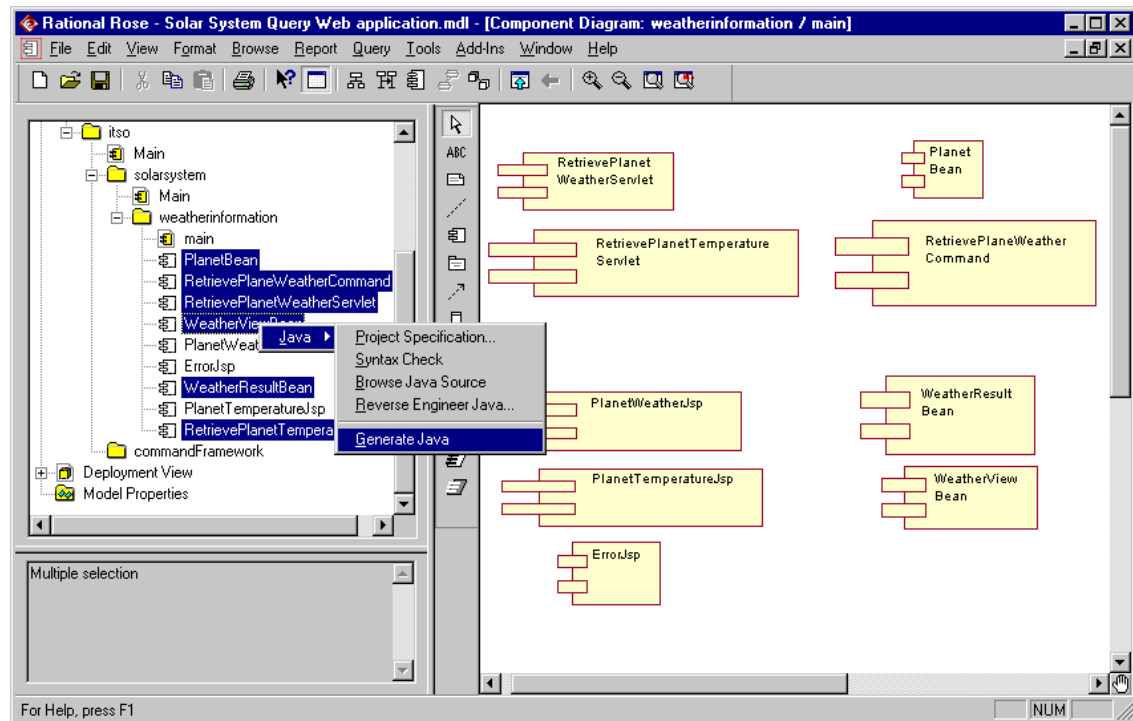 Rational Rose - Solar System Query Web application.mdl - [Component Diagram: weatherinformation / main]
File Edit View Format Browse Report Query Tools Add-Ins Window Help
itso
Main
solarsystem
Main
weatherinformation
main
PlanetBean
RetrievePlaneWeatherCommand
RetrievePlanetWeatherServlet
WeatherViewBean
PlanetWeat
ErrorJsp
WeatherResultBean
PlanetTemperatureJsp
RetrievePlanetTempera
commandFramework
Deployment View
Model Properties
Java
Project Specification...
Syntax Check
Browse Java Source
Reverse Engineer Java...
Generate Java
Multiple selection
ABC
RetrievePlanet
WeatherServlet
Planet
Bean
RetrievePlanetTemperature
Servlet
RetrievePlaneWeather
Command
PlanetWeatherJsp
WeatherResult
Bean
PlanetTemperatureJsp
WeatherView
Bean
ErrorJsp
For Help, press F1
NUM